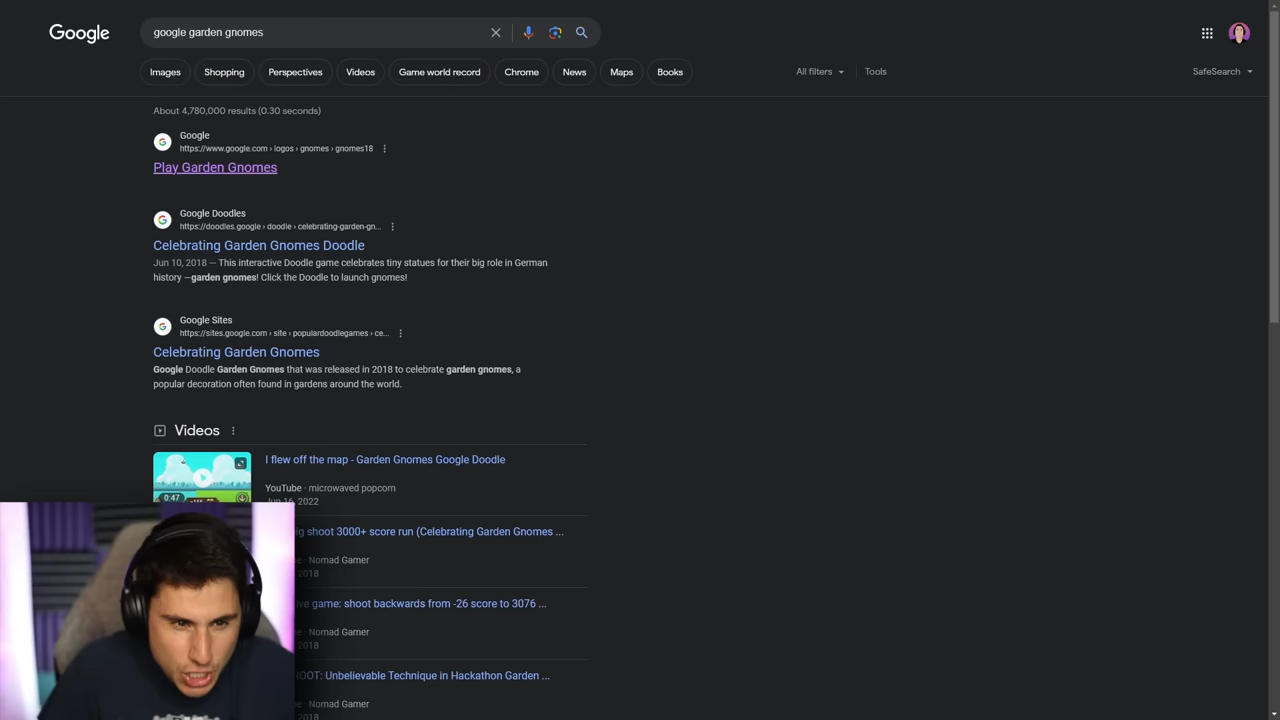 Google
google garden gnomes
Images
Shopping
Perspectives
Videos
Game world record
Chrome
News
Maps
Books
All filters
Tools
SafeSearch
About 4,780,000 results (0.30 seconds)
Google
https://www.google.com › logos › gnomes › gnomes18
Play Garden Gnomes
Google Doodles
https://doodles.google › doodle › celebrating-garden-gn...
Celebrating Garden Gnomes Doodle
Jun 10, 2018 — This interactive Doodle game celebrates tiny statues for their big role in German
history —garden gnomes! Click the Doodle to launch gnomes!
Google Sites
https://sites.google.com › site › populardoodlegames › ce...
Celebrating Garden Gnomes
Google Doodle Garden Gnomes that was released in 2018 to celebrate garden gnomes, a
popular decoration often found in gardens around the world.
Videos
I flew off the map - Garden Gnomes Google Doodle
YouTube · microwaved popcorn
Jun 16, 2022
0:47
shoot 3000+ score run (Celebrating Garden Gnomes ...
· Nomad Gamer
2018
game: shoot backwards from -26 score to 3076 ...
· Nomad Gamer
2018
Unbelievable Technique in Hackathon Garden ...
· Nomad Gamer
2018